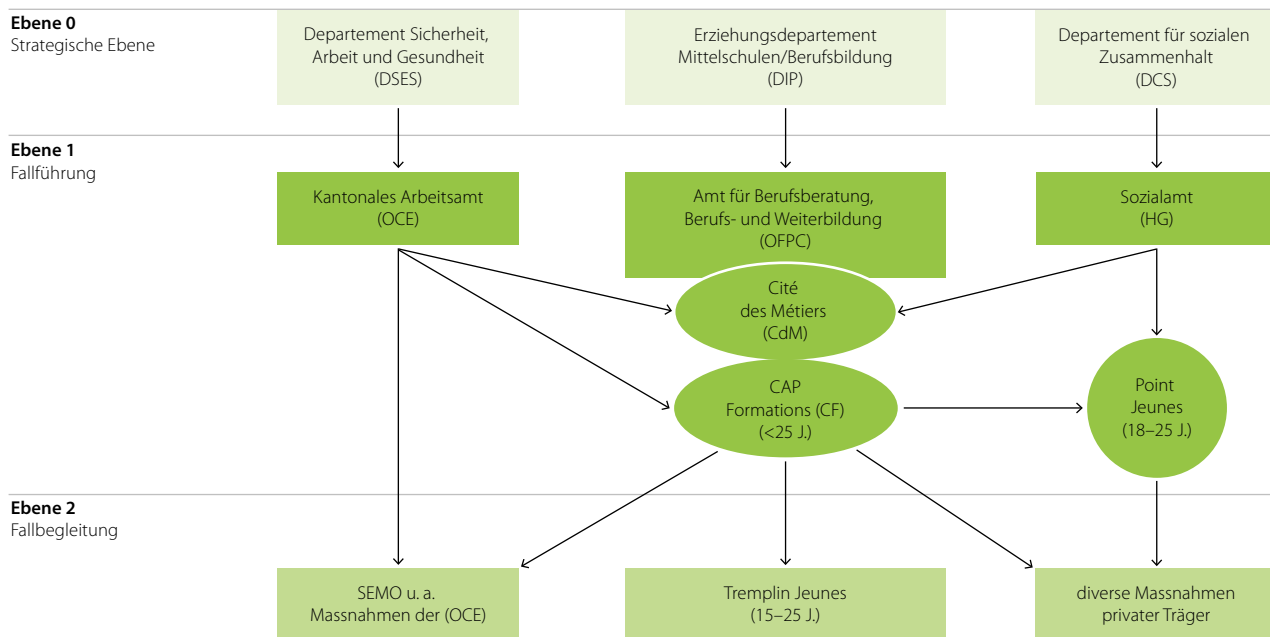 Ebene 0
Strategische Ebene
Departement Sicherheit,
Arbeit und Gesundheit
(DSES)
Erziehungsdepartement
Mittelschulen/Berufsbildung
(DIP)
Departement für sozialen
Zusammenhalt
(DCS)
Ebene 1
Fallführung
Kantonales Arbeitsamt
(OCE)
Amt für Berufsberatung,
Berufs- und Weiterbildung
(OFPC)
Sozialamt
(HG)
Cité
des Métiers
(CdM)
CAP
Formations (CF)
(<25 J.)
Point
Jeunes
(18–25 J.)
Ebene 2
Fallbegleitung
SEMO u. a.
Massnahmen der (OCE)
Tremplin Jeunes
(15–25 J.)
diverse Massnahmen
privater Träger